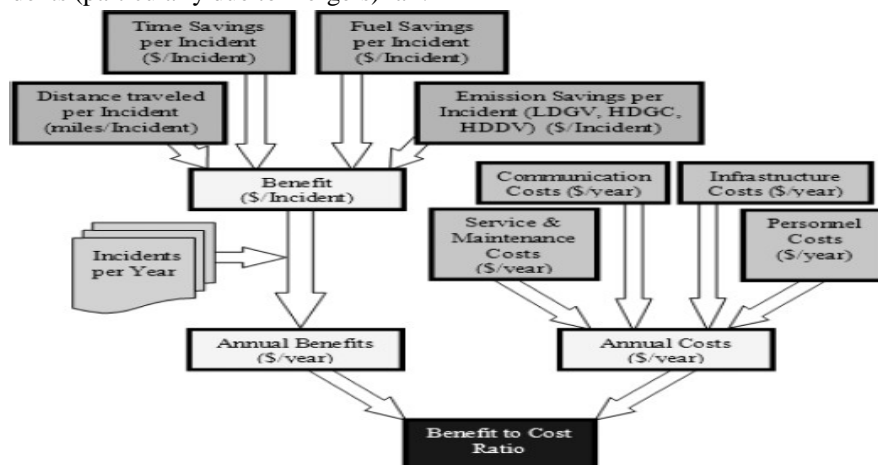 Time Savings
per Incident
($/Incident)
Fuel Savings
per Incident
($/Incident)
Distance traveled
per Incident
(miles/Incident)
Emission Savings per
Incident (LDGV, HDGC,
HDDV) ($/Incident)
Benefit
($/Incident)
Communication
Costs ($/year)
Infrastructure
Costs ($/year)
Service &
Maintenance
Costs
($/year)
Personnel
Costs
($/year)
Incidents
per Year
Annual Benefits
($/year)
Annual Costs
($/year)
Benefit to Cost
Ratio